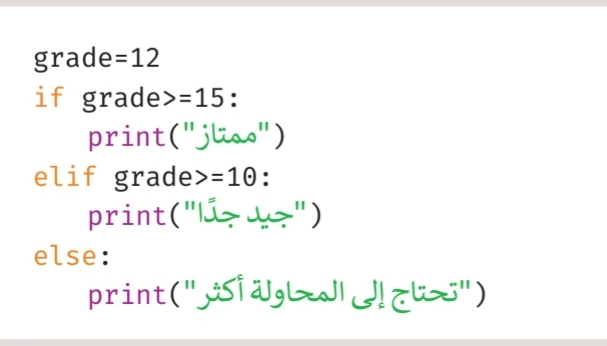 grade=12
if grade>=15:
    print("ممتاز")
elif grade>=10:
    print("جيد جدًا")
else:
    print("تحتاج إلى المحاولة أكثر")